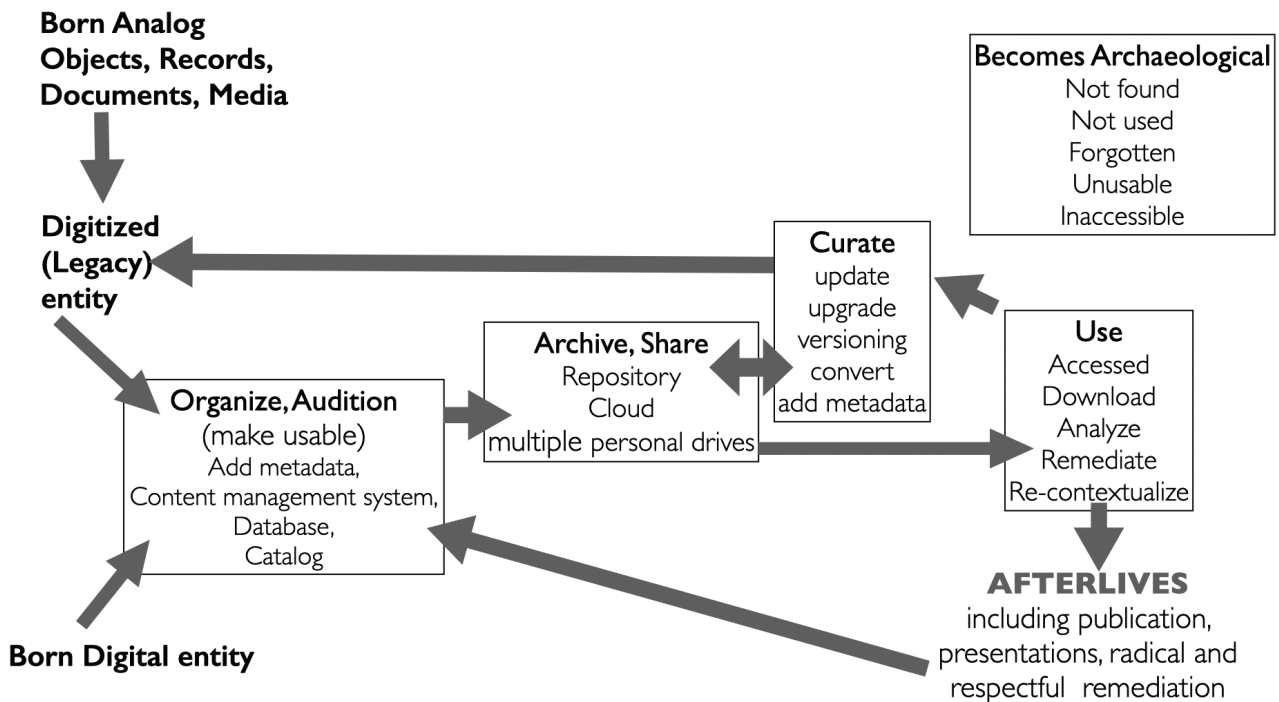 Born Analog
Objects, Records,
Documents, Media
Becomes Archaeological
Not found
Not used
Forgotten
Unusable
Inaccessible
Digitized
(Legacy)
entity
Curate
update
upgrade
versioning
convert
add metadata
Archive, Share
Repository
Cloud
multiple personal drives
Use
Accessed
Download
Analyze
Remediate
Re-contextualize
Organize, Audition
(make usable)
Add metadata,
Content management system,
Database,
Catalog
Born Digital entity
AFTERLIVES
including publication,
presentations, radical and
respectful remediation